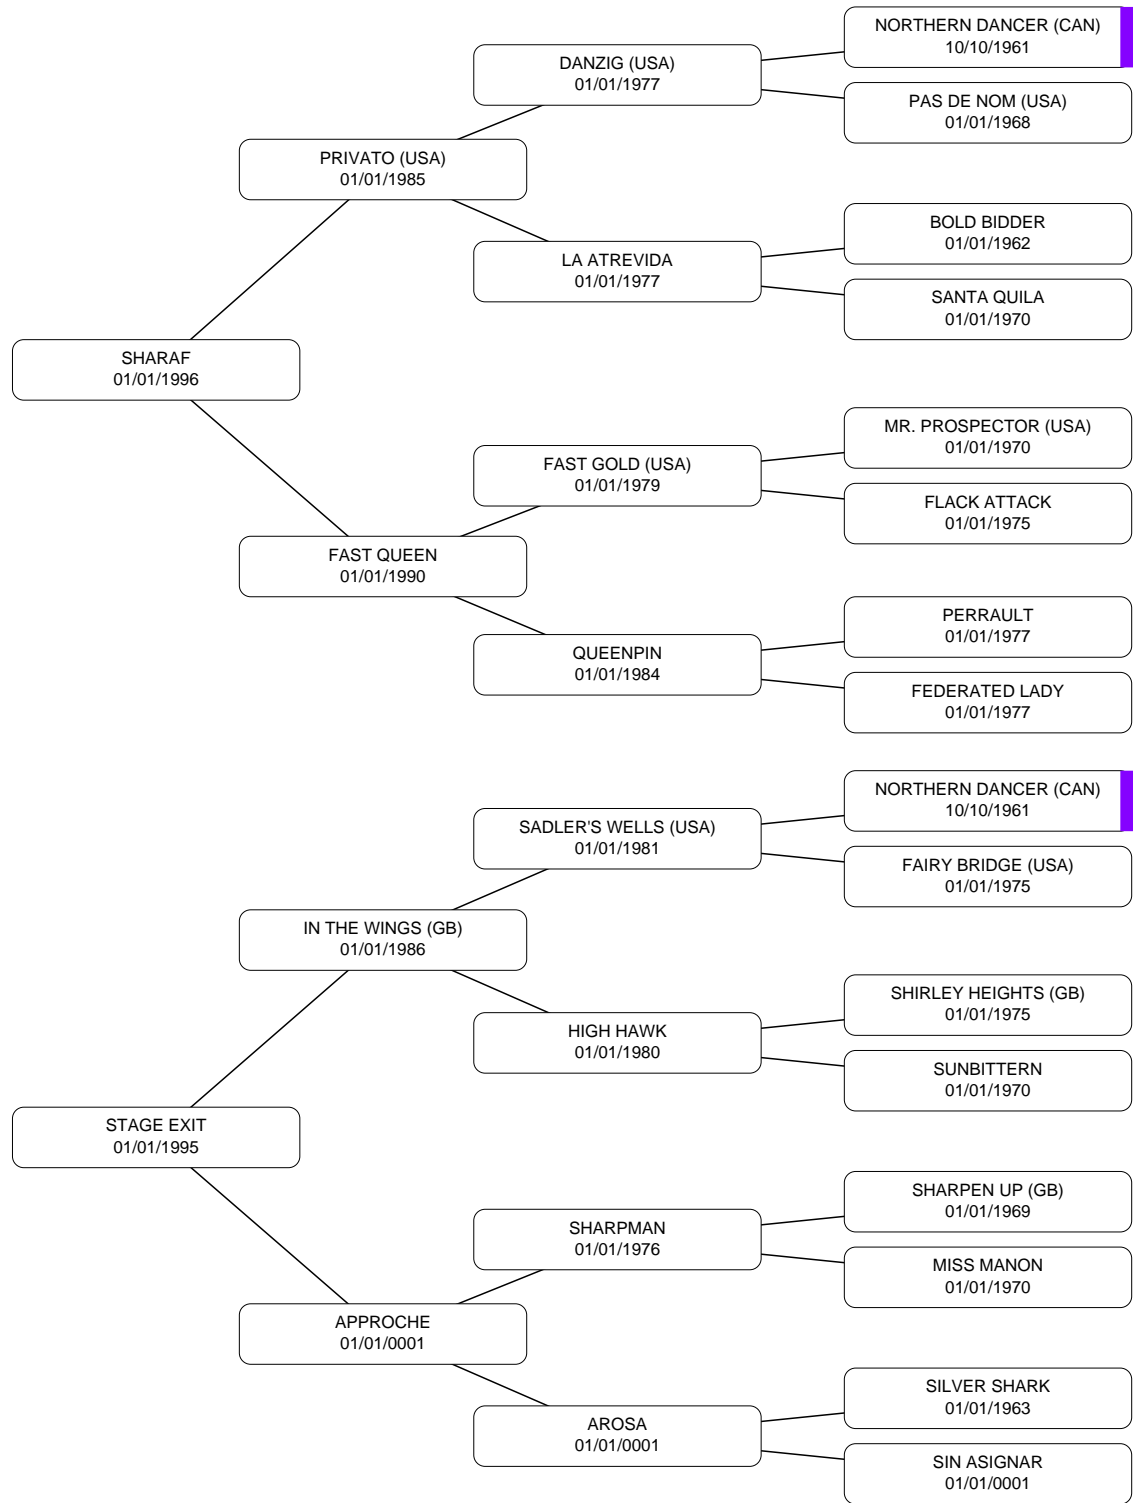 NORTHERN DANCER (CAN)
10/10/1961
DANZIG (USA)
01/01/1977
PAS DE NOM (USA)
01/01/1968
PRIVATO (USA)
01/01/1985
BOLD BIDDER
01/01/1962
LA ATREVIDA
01/01/1977
SANTA QUILA
01/01/1970
SHARAF
01/01/1996
MR. PROSPECTOR (USA)
01/01/1970
FAST GOLD (USA)
01/01/1979
FLACK ATTACK
01/01/1975
FAST QUEEN
01/01/1990
PERRAULT
01/01/1977
QUEENPIN
01/01/1984
FEDERATED LADY
01/01/1977
NORTHERN DANCER (CAN)
10/10/1961
SADLER'S WELLS (USA)
01/01/1981
FAIRY BRIDGE (USA)
01/01/1975
IN THE WINGS (GB)
01/01/1986
SHIRLEY HEIGHTS (GB)
01/01/1975
HIGH HAWK
01/01/1980
SUNBITTERN
01/01/1970
STAGE EXIT
01/01/1995
SHARPEN UP (GB)
01/01/1969
SHARPMAN
01/01/1976
MISS MANON
01/01/1970
APPROCHE
01/01/0001
SILVER SHARK
01/01/1963
AROSA
01/01/0001
SIN ASIGNAR
01/01/0001